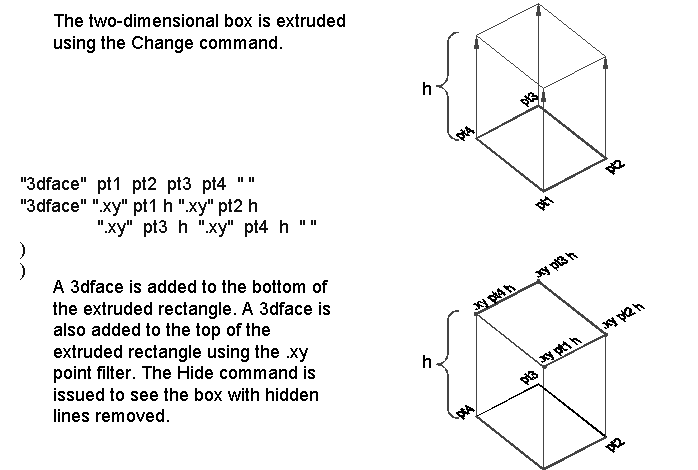 The two-dimensional box is extruded
using the Change command.
h
pt3
pt4
pt2
pt1
"3dface" pt1 pt2 pt3 pt4 " "
"3dface" ".xy" pt1 h ".xy" pt2 h
".xy" pt3 h ".xy" pt4 h " "
)
)
A 3dface is added to the bottom of
the extruded rectangle. A 3dface is
also added to the top of the
extruded rectangle using the .xy
point filter. The Hide command is
issued to see the box with hidden
lines removed.
.xy pt3 h
.xy pt4 h
.xy pt2 h
.xy pt1 h
h
pt3
pt4
pt2